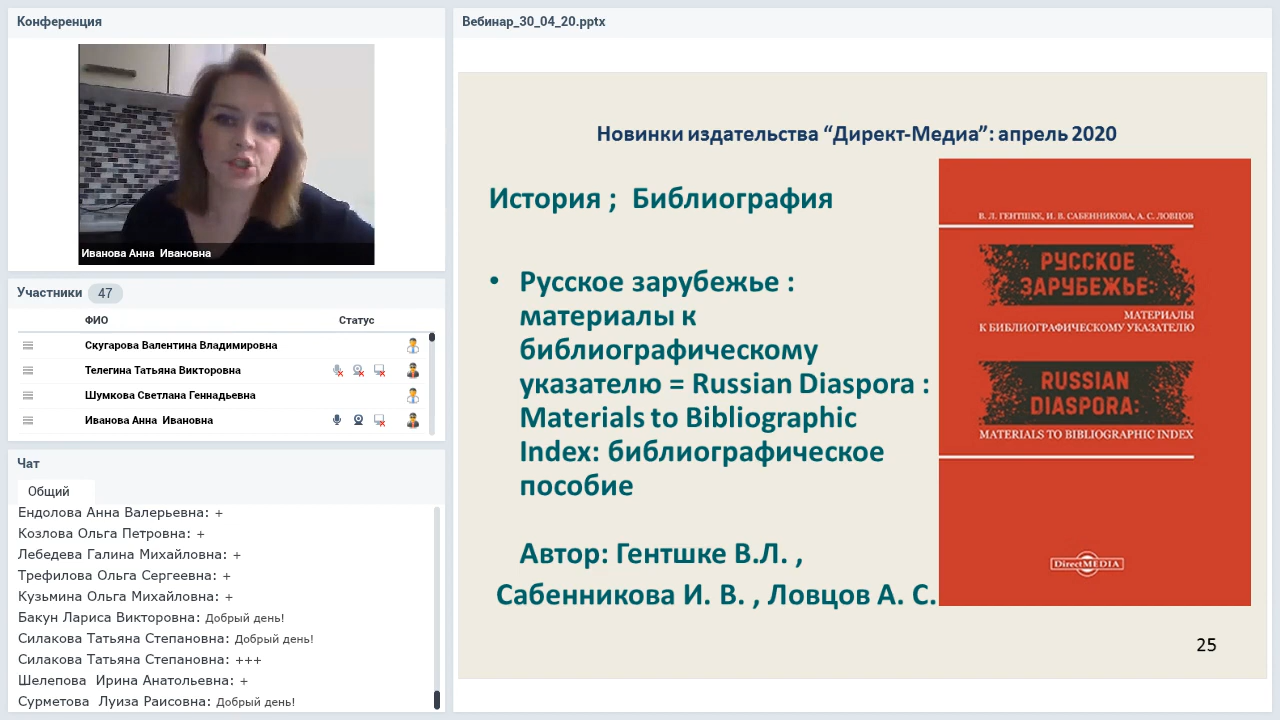 Конференция
Иванова Анна  Ивановна
Участники 47
ФИО Статус
Скугарова Валентина Владимировна
Телегина Татьяна Викторовна
Шумкова Светлана Геннадьевна
Иванова Анна  Ивановна
Чат
Общий
Ендолова Анна Валерьевна: +
Козлова Ольга Петровна: +
Лебедева Галина Михайловна: +
Трефилова Ольга Сергеевна: +
Кузьмина Ольга Михайловна: +
Бакун Лариса Викторовна: Добрый день!
Силакова Татьяна Степановна: Добрый день!
Силакова Татьяна Степановна: +++
Шелепова  Ирина Анатольевна: +
Сурметова  Луиза Раисовна: Добрый день!
Вебинар_30_04_20.pptx
Новинки издательства “Директ-Медиа”: апрель 2020
История ;  Библиография
• Русское зарубежье :
материалы к
библиографическому
указателю = Russian Diaspora :
Materials to Bibliographic
Index: библиографическое
пособие
Автор: Гентшке В.Л. ,
Сабенникова И. В. , Ловцов А. С.
В. Л. ГЕНТШКЕ, И. В. САБЕННИКОВА, А. С. ЛОВЦОВ
РУССКОЕ
ЗАРУБЕЖЬЕ:
МАТЕРИАЛЫ
К БИБЛИОГРАФИЧЕСКОМУ УКАЗАТЕЛЮ
RUSSIAN
DIASPORA:
MATERIALS TO BIBLIOGRAPHIC INDEX
DirectMEDIA
25